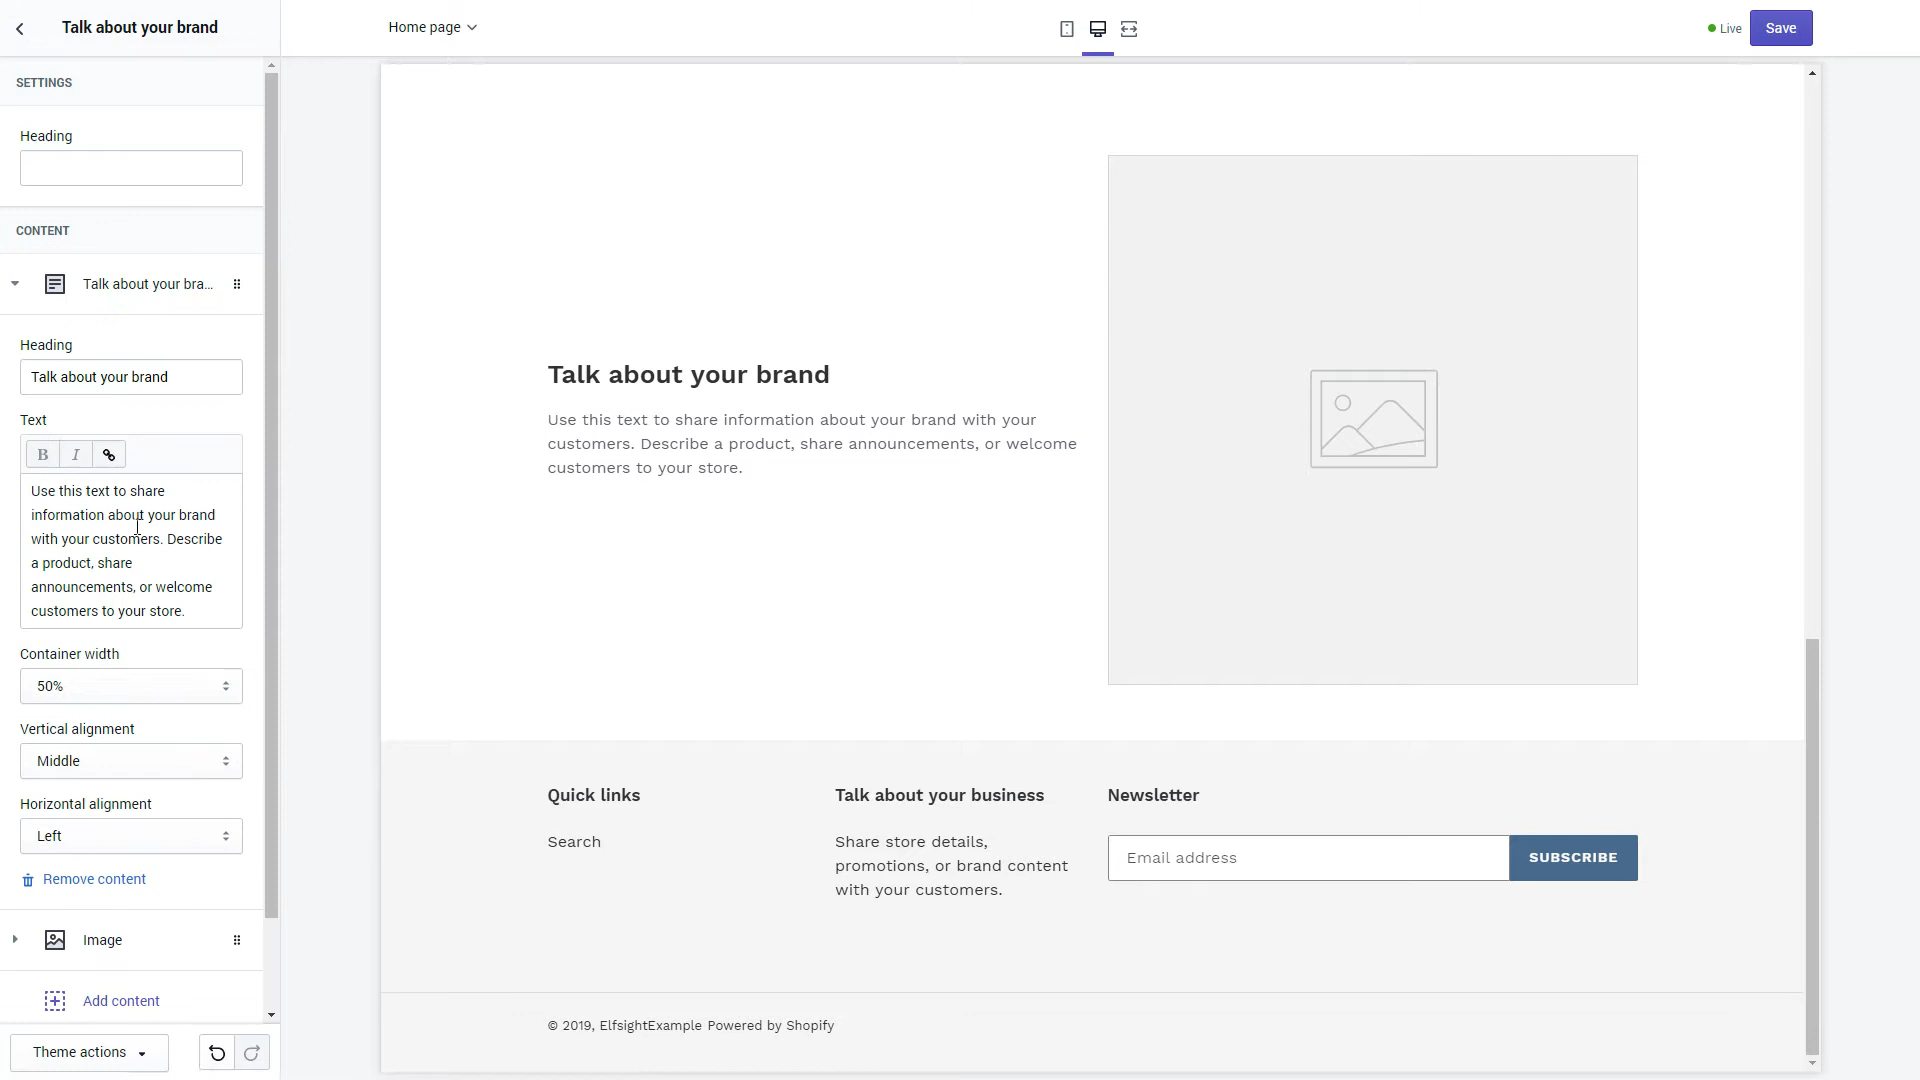 Talk about your brand
Home page
Live
Save
SETTINGS
Heading
CONTENT
Talk about your bra...
Heading
Talk about your brand
Text
B I
Use this text to share
information about your brand
with your customers. Describe
a product, share
announcements, or welcome
customers to your store.
Container width
50%
Vertical alignment
Middle
Horizontal alignment
Left
Remove content
Image
Add content
Theme actions
Talk about your brand
Use this text to share information about your brand with your
customers. Describe a product, share announcements, or welcome
customers to your store.
Quick links
Search
Talk about your business
Share store details,
promotions, or brand content
with your customers.
Newsletter
Email address
SUBSCRIBE
© 2019, ElfsightExample Powered by Shopify